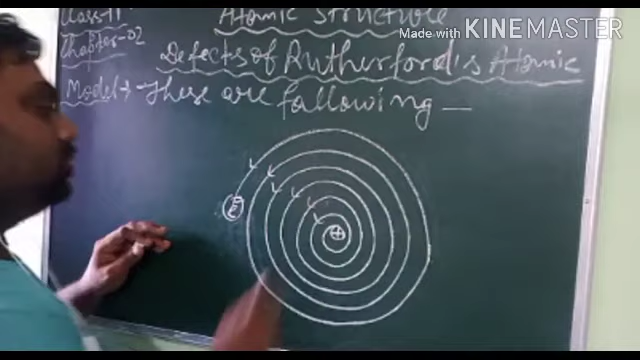 Class-11
Atomic Structure
Made with KINEMASTER
Chapter-02
Defects of Rutherford's Atomic
Model → These are following —
e⁻
+